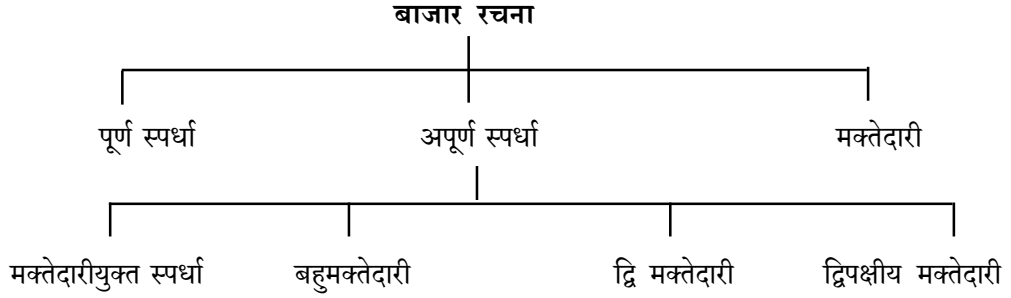 बाजार रचना
पूर्ण स्पर्धा अपूर्ण स्पर्धा मक्तेदारी
मक्तेदारीयुक्त स्पर्धा बहुमक्तेदारी द्वि मक्तेदारी द्विपक्षीय मक्तेदारी